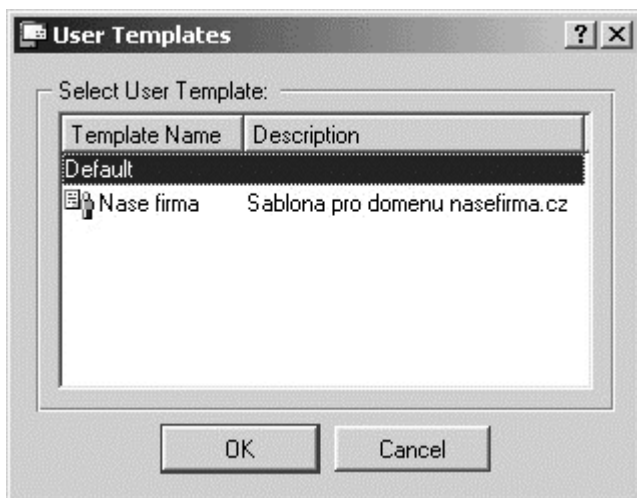 User Templates
Select User Template:
Template Name Description
Default
Nase firma Sablona pro domenu nasefirma.cz
OK Cancel